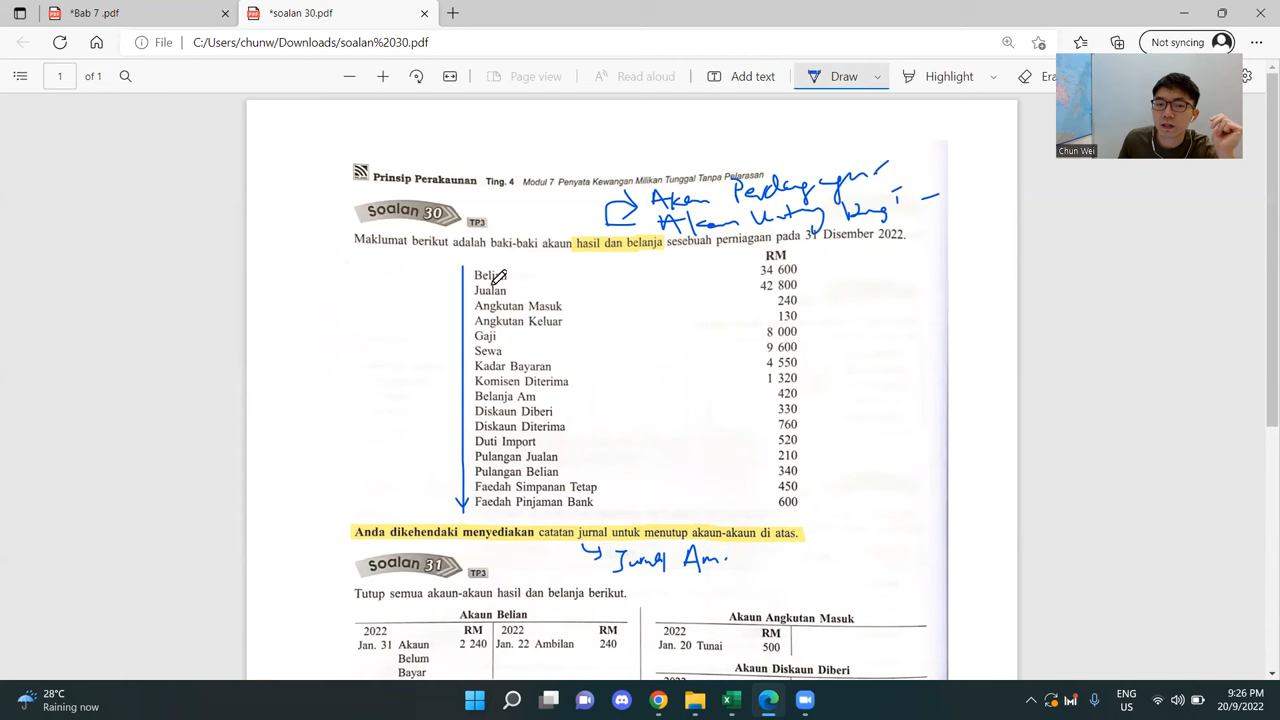 *Bab 7 .pdf
*soalan 30.pdf
File C:/Users/chunw/Downloads/soalan%2030.pdf
Not syncing
1 of 1 Page view Read aloud Add text Draw Highlight Era
Chun Wei
Prinsip Perakaunan Ting. 4 Modul 7 Penyata Kewangan Milikan Tunggal Tanpa Pelarasan
Akaun Perdagangan
Akaun Untung Rugi
Soalan 30 TP3
Maklumat berikut adalah baki-baki akaun hasil dan belanja sesebuah perniagaan pada 31 Disember 2022.
RM
Belian 34 600
Jualan 42 800
Angkutan Masuk 240
Angkutan Keluar 130
Gaji 8 000
Sewa 9 600
Kadar Bayaran 4 550
Komisen Diterima 1 320
Belanja Am 420
Diskaun Diberi 330
Diskaun Diterima 760
Duti Import 520
Pulangan Jualan 210
Pulangan Belian 340
Faedah Simpanan Tetap 450
Faedah Pinjaman Bank 600
Anda dikehendaki menyediakan catatan jurnal untuk menutup akaun-akaun di atas.
Jurnal Am.
Soalan 31 TP3
Tutup semua akaun-akaun hasil dan belanja berikut.
Akaun Belian
2022 RM 2022 RM
Jan. 31 Akaun 2 240 Jan. 22 Ambilan 240
Belum
Bayar
Akaun Angkutan Masuk
2022 RM
Jan. 20 Tunai 500
Akaun Diskaun Diberi
28°C
Raining now
ENG
US
9:26 PM
20/9/2022